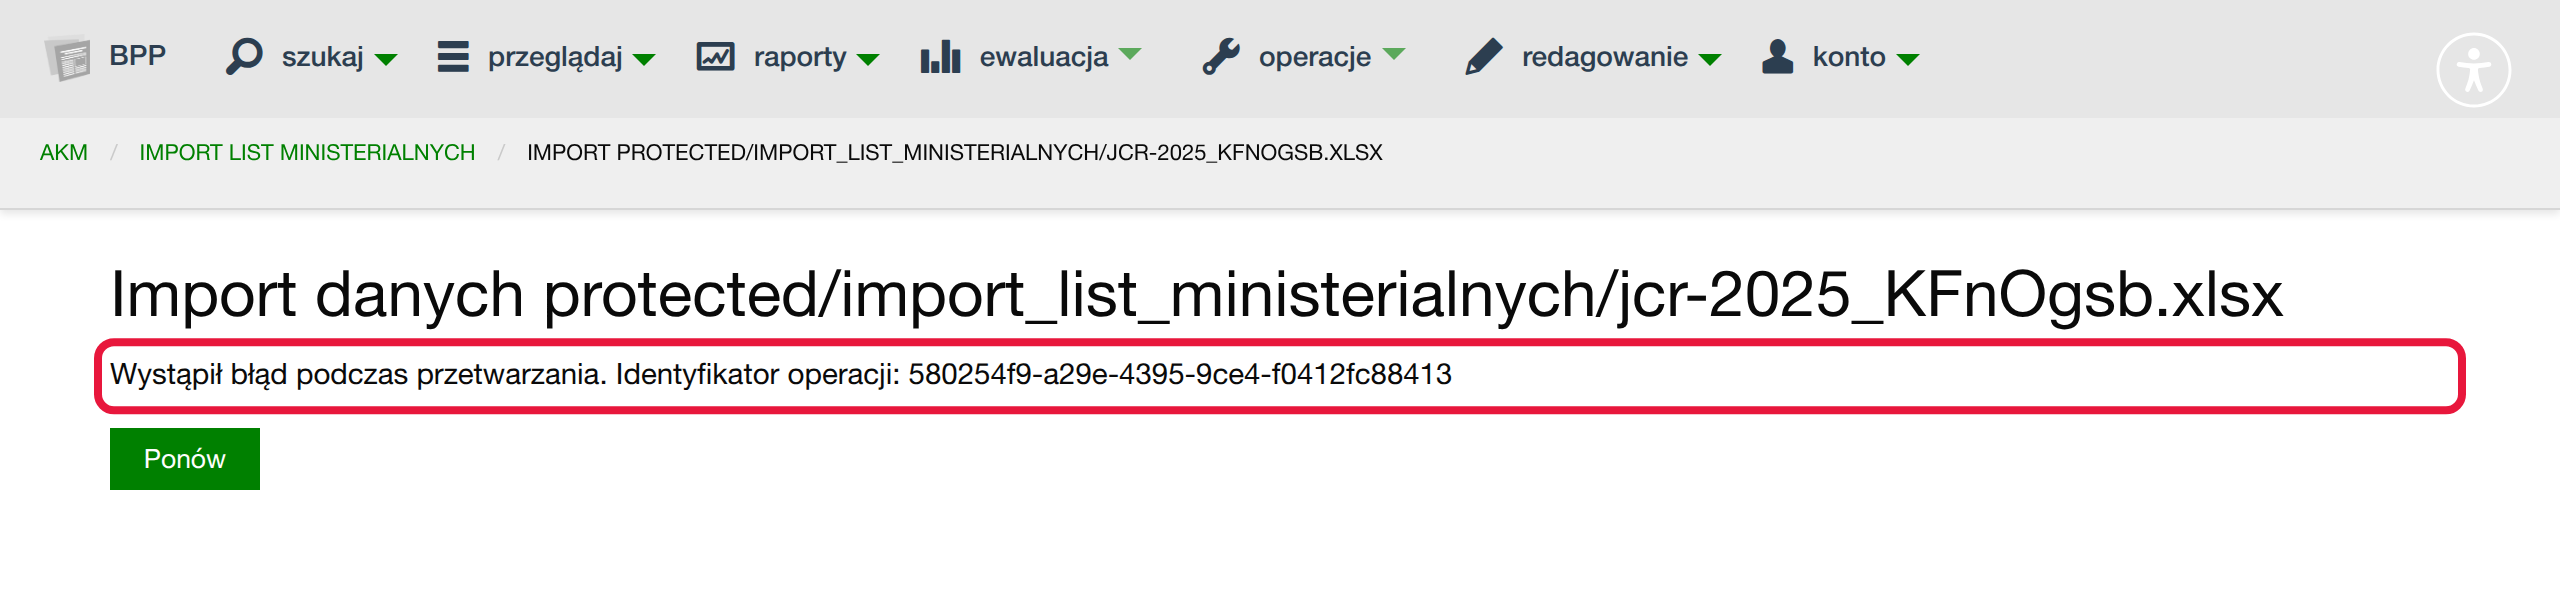 BPP szukaj przeglądaj raporty ewaluacja operacje redagowanie konto
AKM / IMPORT LIST MINISTERIALNYCH / IMPORT PROTECTED/IMPORT_LIST_MINISTERIALNYCH/JCR-2025_KFNOGSB.XLSX
Import danych protected/import_list_ministerialnych/jcr-2025_KFnOgsb.xlsx
Wystąpił błąd podczas przetwarzania. Identyfikator operacji: 580254f9-a29e-4395-9ce4-f0412fc88413
Ponów